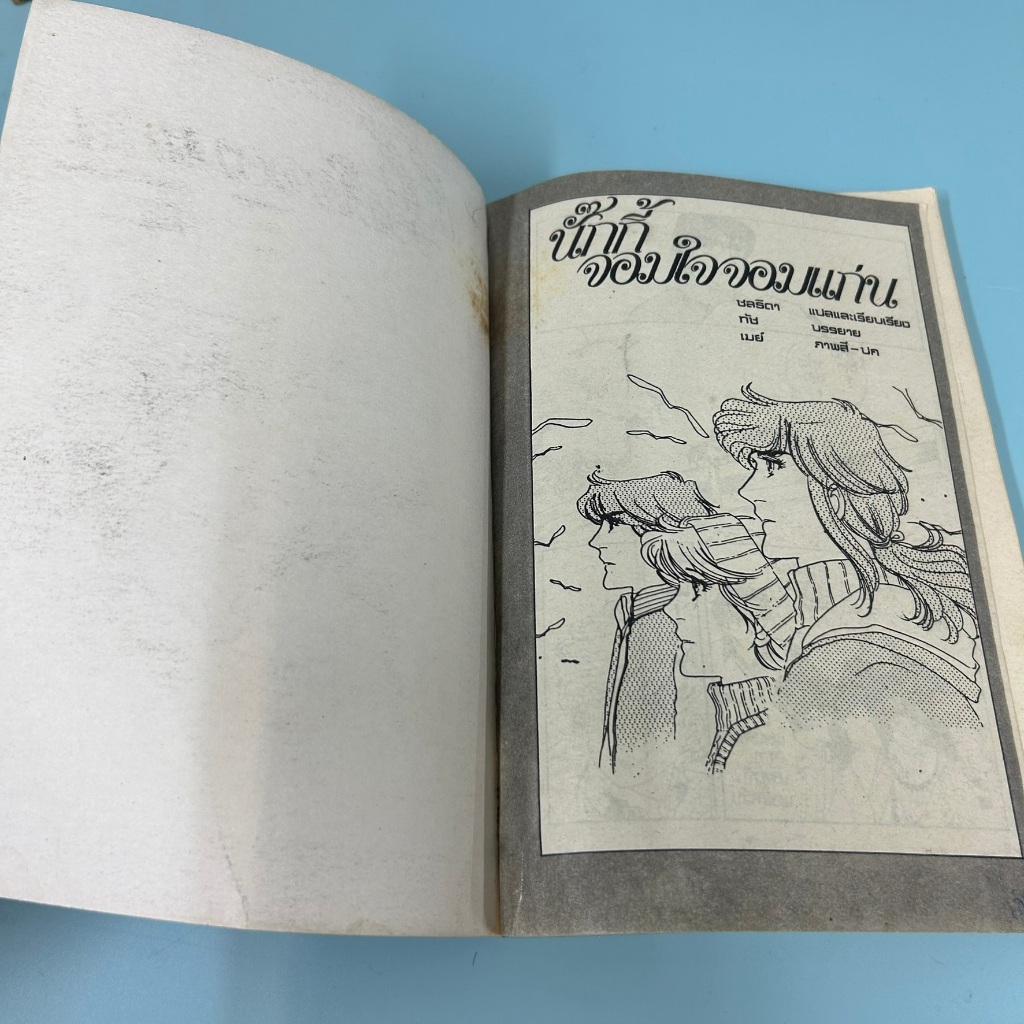 นั๊กกี้
จอมใจจอมแก่น
ชลธิดา แปลและเรียบเรียง
ทัช บรรยาย
เมย์ ภาพสี-ปก